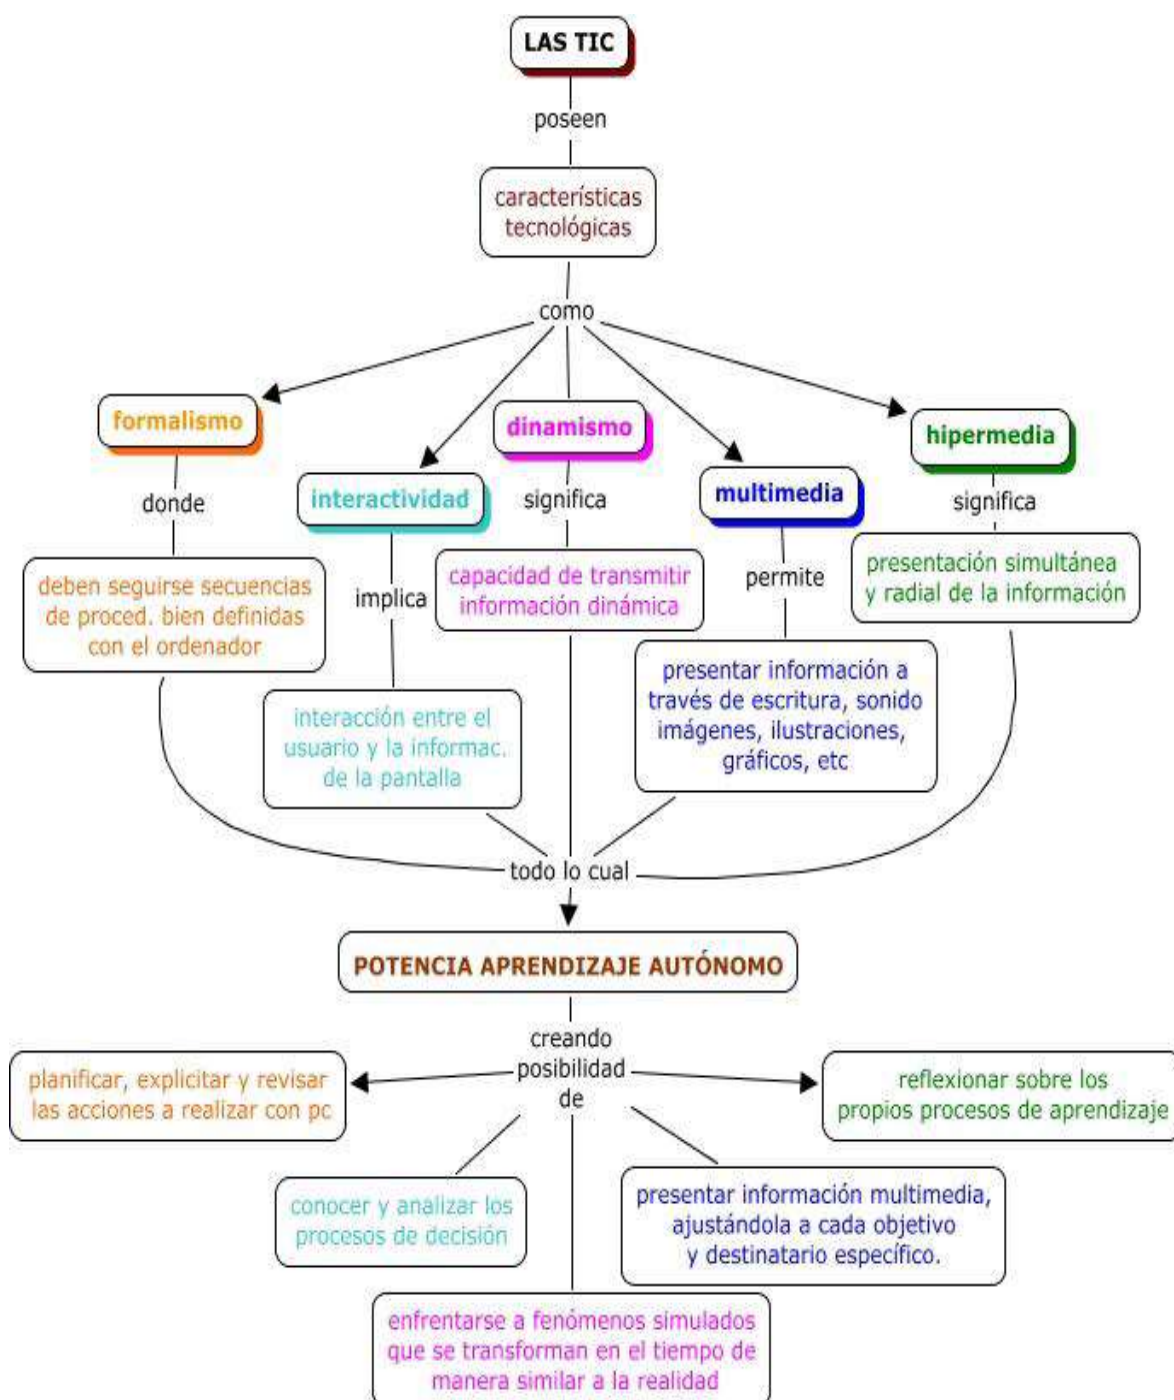 LAS TIC
poseen
características
tecnológicas
como
formalismo
dinamismo
hipermedia
interactividad
multimedia
donde
significa
significa
deben seguirse secuencias
de proced. bien definidas
con el ordenador
implica
capacidad de transmitir
información dinámica
permite
presentación simultánea
y radial de la información
interacción entre el
usuario y la informac.
de la pantalla
presentar información a
través de escritura, sonido
imágenes, ilustraciones,
gráficos, etc
todo lo cual
POTENCIA APRENDIZAJE AUTÓNOMO
creando
posibilidad
de
planificar, explicitar y revisar
las acciones a realizar con pc
reflexionar sobre los
propios procesos de aprendizaje
conocer y analizar los
procesos de decisión
presentar información multimedia,
ajustándola a cada objetivo
y destinatario específico.
enfrentarse a fenómenos simulados
que se transforman en el tiempo de
manera similar a la realidad